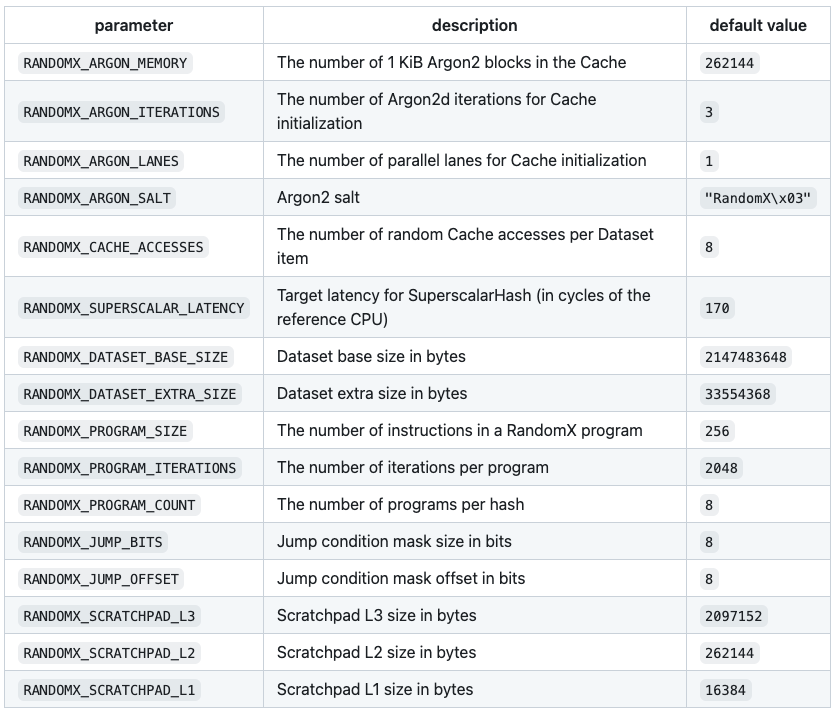 parameter description default value
RANDOMX_ARGON_MEMORY The number of 1 KiB Argon2 blocks in the Cache 262144
RANDOMX_ARGON_ITERATIONS The number of Argon2d iterations for Cache
initialization 3
RANDOMX_ARGON_LANES The number of parallel lanes for Cache initialization 1
RANDOMX_ARGON_SALT Argon2 salt "RandomX\x03"
RANDOMX_CACHE_ACCESSES The number of random Cache accesses per Dataset
item 8
RANDOMX_SUPERSCALAR_LATENCY Target latency for SuperscalarHash (in cycles of the
reference CPU) 170
RANDOMX_DATASET_BASE_SIZE Dataset base size in bytes 2147483648
RANDOMX_DATASET_EXTRA_SIZE Dataset extra size in bytes 33554368
RANDOMX_PROGRAM_SIZE The number of instructions in a RandomX program 256
RANDOMX_PROGRAM_ITERATIONS The number of iterations per program 2048
RANDOMX_PROGRAM_COUNT The number of programs per hash 8
RANDOMX_JUMP_BITS Jump condition mask size in bits 8
RANDOMX_JUMP_OFFSET Jump condition mask offset in bits 8
RANDOMX_SCRATCHPAD_L3 Scratchpad L3 size in bytes 2097152
RANDOMX_SCRATCHPAD_L2 Scratchpad L2 size in bytes 262144
RANDOMX_SCRATCHPAD_L1 Scratchpad L1 size in bytes 16384